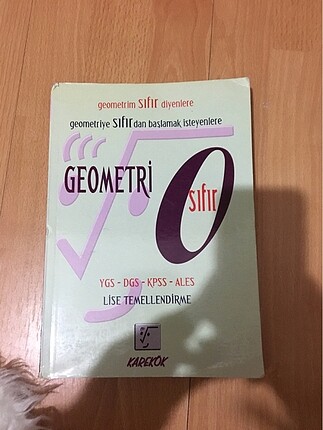 geometrim sıfır diyenlere
geometriye sıfırdan başlamak isteyenlere
GEOMETRİ 0
sıfır
YGS - DGS - KPSS - ALES
LİSE TEMELLENDİRME
KAREKÖK